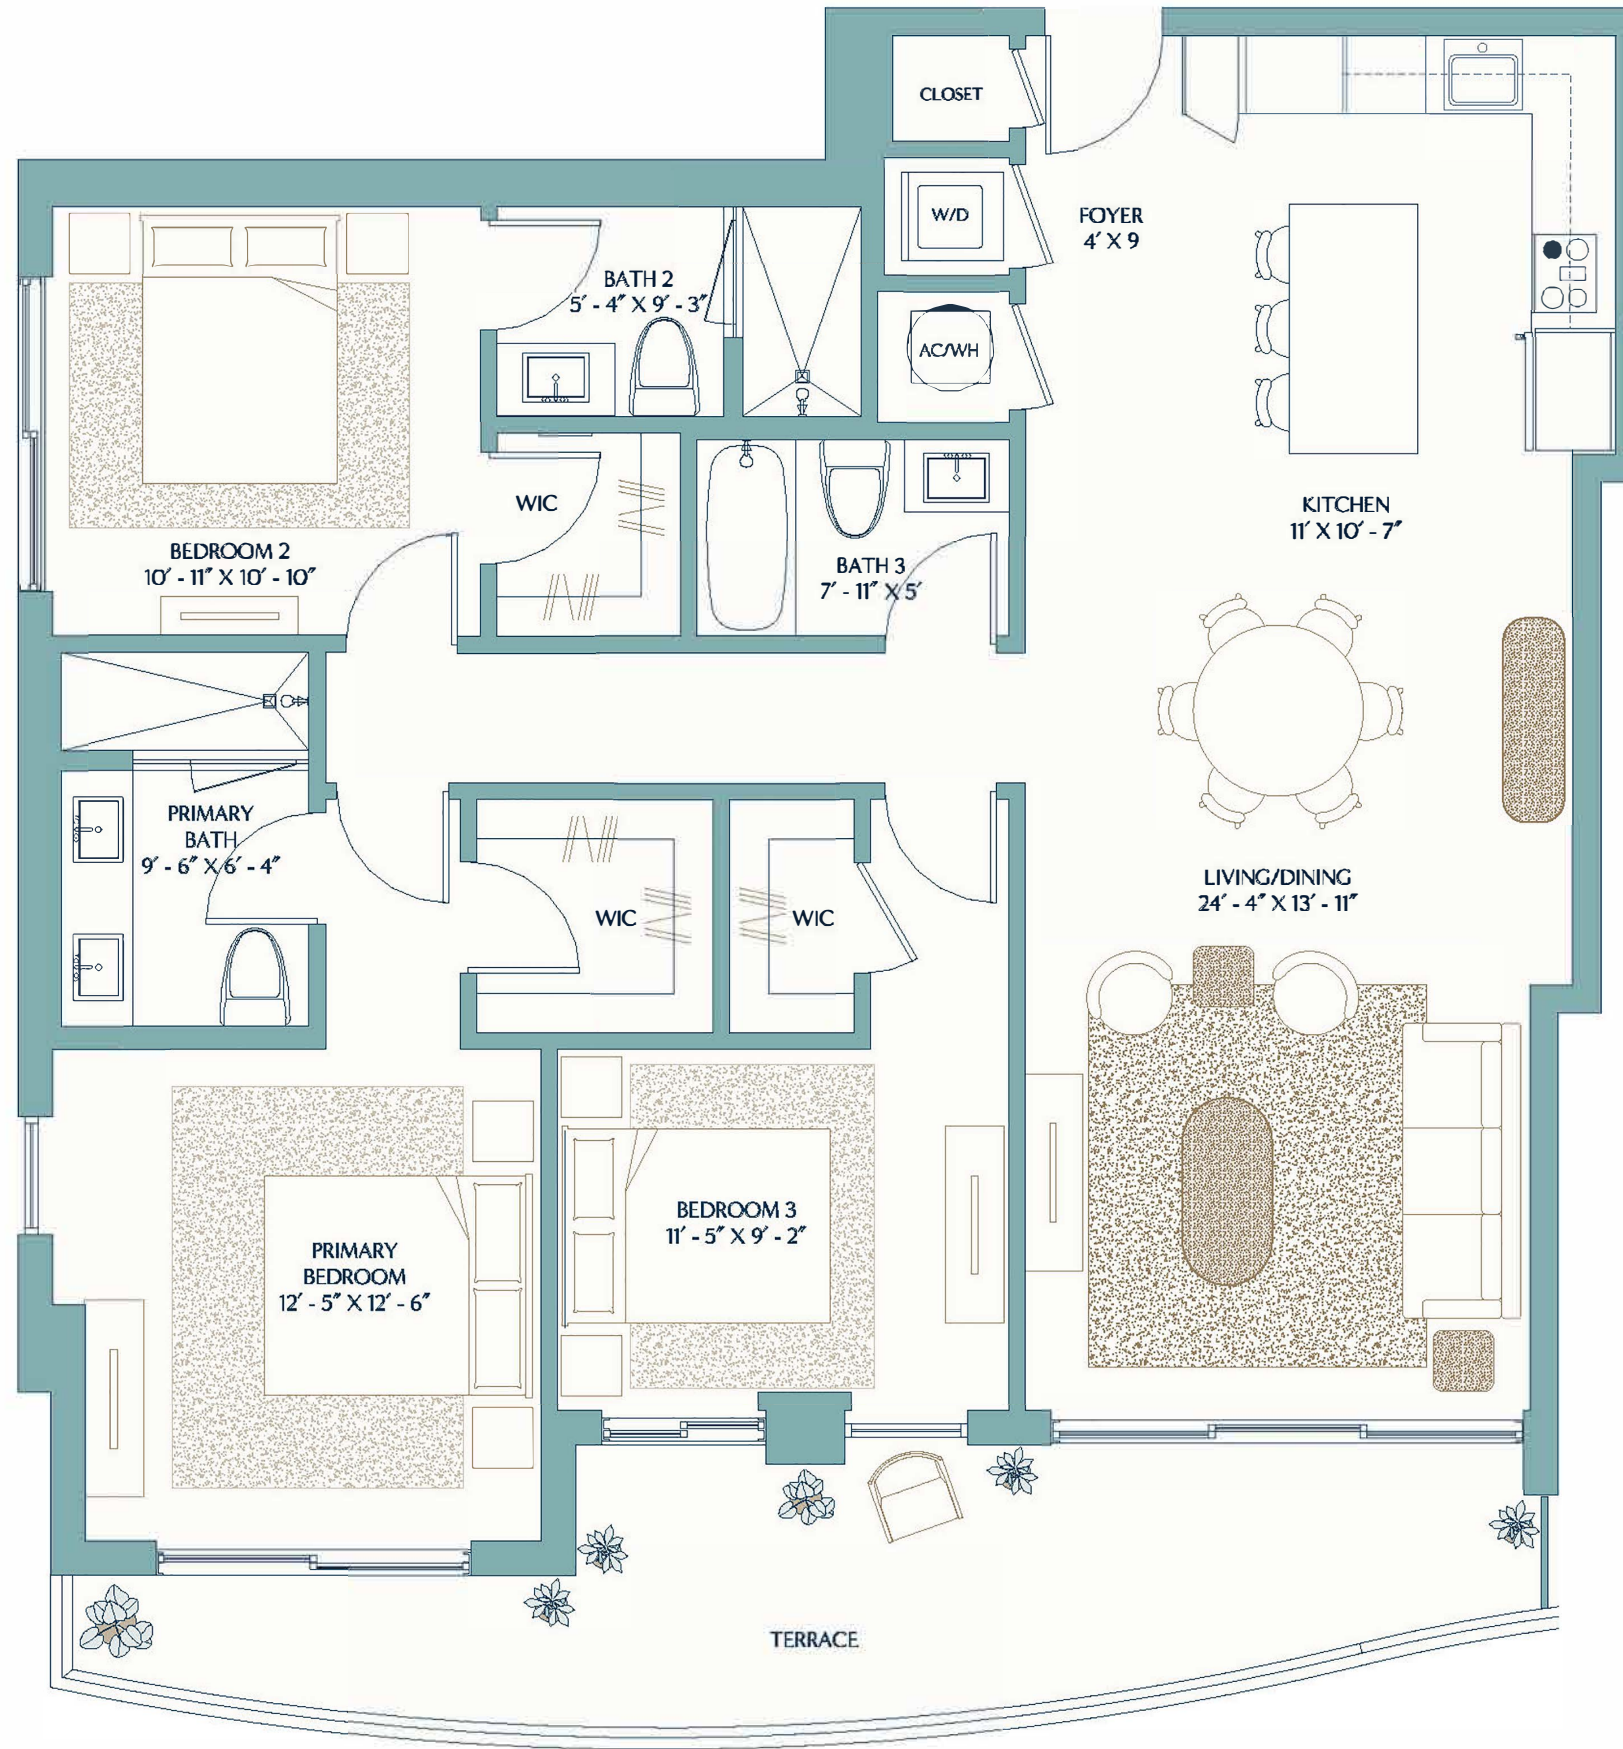 CLOSET
W/D
FOYER
4′ X 9
BATH 2
5′ - 4″ X 9′ - 3″
AC/WH
WIC
KITCHEN
11′ X 10′ - 7″
BEDROOM 2
10′ - 11″ X 10′ - 10″
BATH 3
7′ - 11″ X 5′
PRIMARY
BATH
9′ - 6″ X 6′ - 4″
LIVING/DINING
24′ - 4″ X 13′ - 11″
WIC
WIC
BEDROOM 3
11′ - 5″ X 9′ - 2″
PRIMARY
BEDROOM
12′ - 5″ X 12′ - 6″
TERRACE